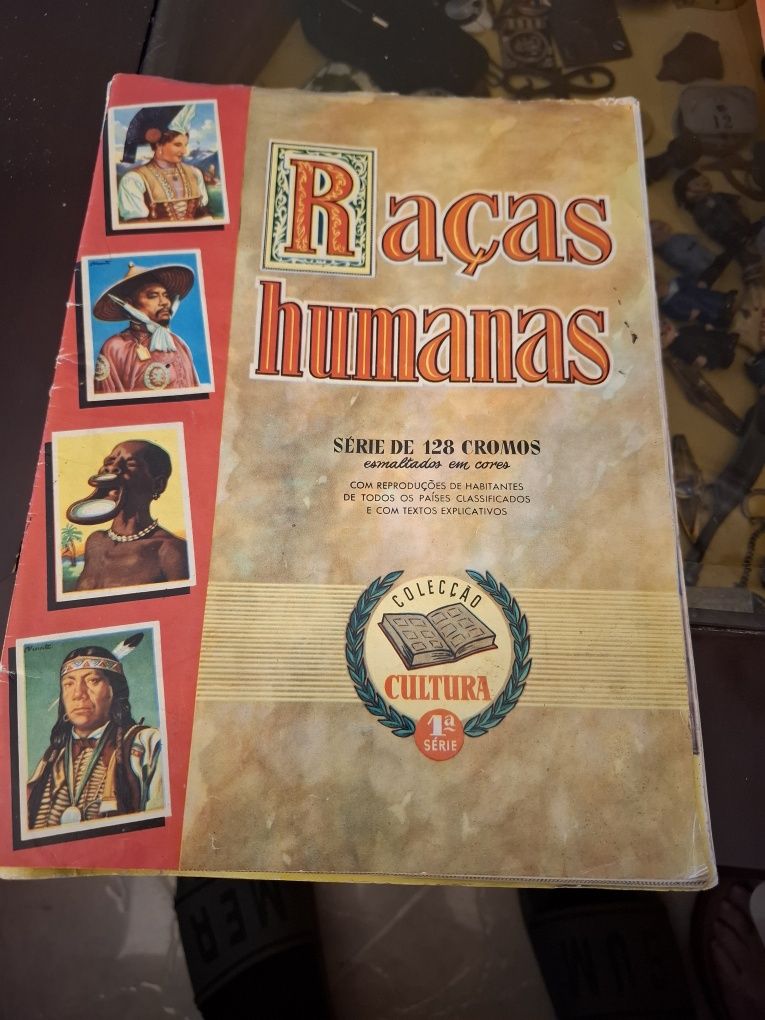 Raças
humanas
SÉRIE DE 128 CROMOS
esmaltados em cores
COM REPRODUÇÕES DE HABITANTES
DE TODOS OS PAÍSES CLASSIFICADOS
E COM TEXTOS EXPLICATIVOS
COLECÇÃO
CULTURA
1ª
SÉRIE
12